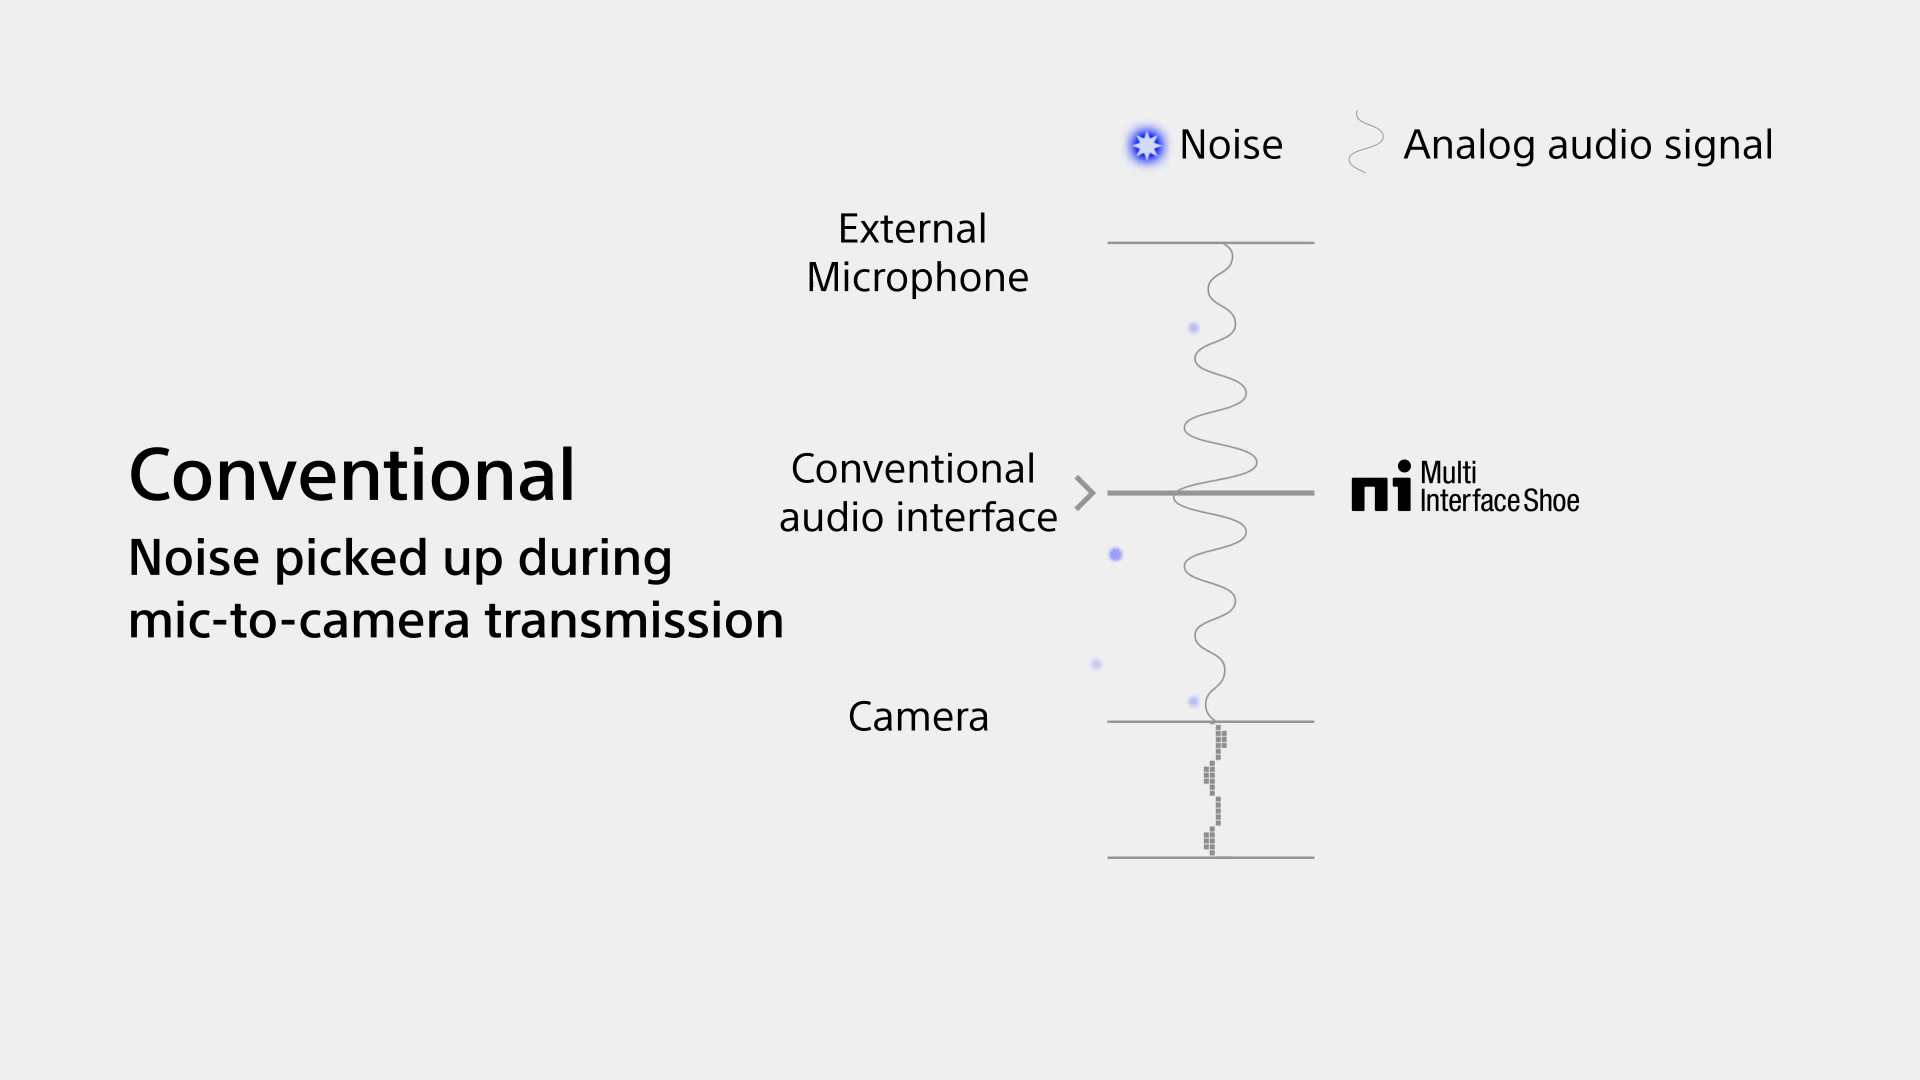 Noise
Analog audio signal
External
Microphone
Conventional
Noise picked up during
mic-to-camera transmission
Conventional
audio interface
Multi
Interface Shoe
Camera